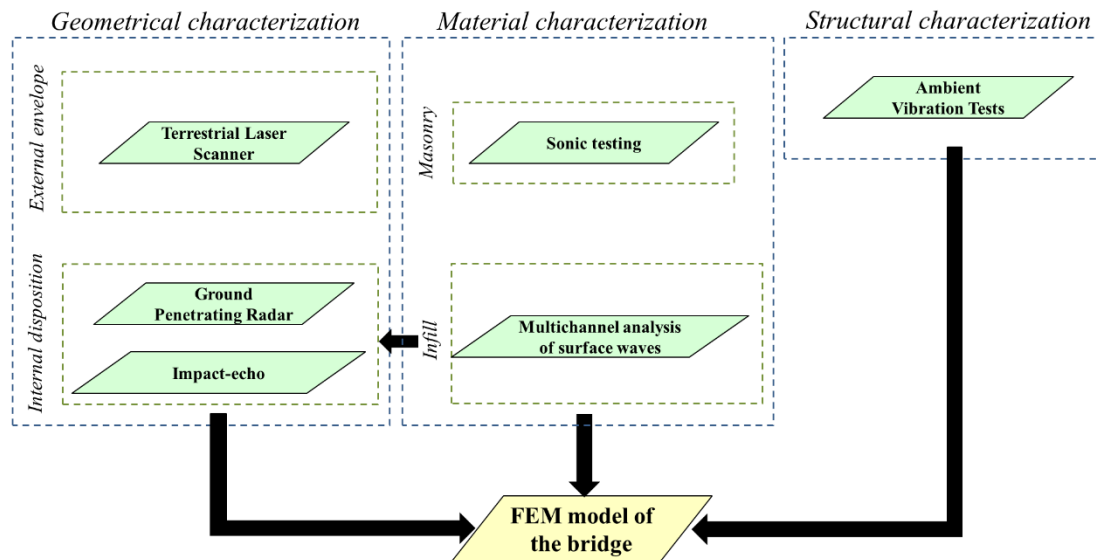 Geometrical characterization
External envelope
Terrestrial Laser
Scanner
Internal disposition
Ground
Penetrating Radar
Impact-echo
Material characterization
Masonry
Sonic testing
Infill
Multichannel analysis
of surface waves
Structural characterization
Ambient
Vibration Tests
FEM model of
the bridge